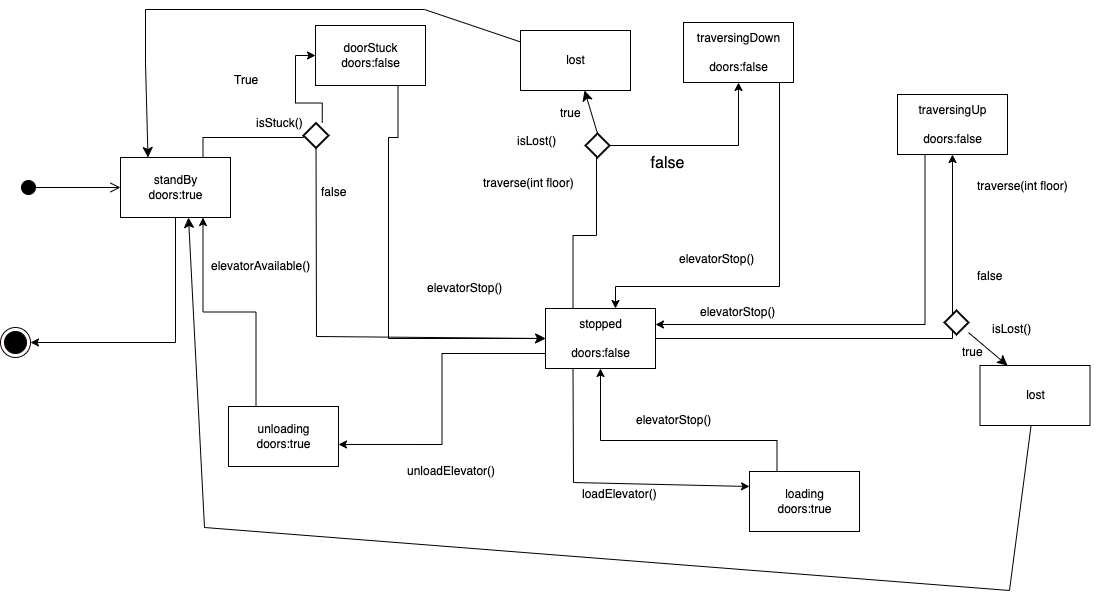 traversingDown
doors:false
doorStuck
doors:false
lost
True
traversingUp
doors:false
true
isStuck()
isLost()
false
standBy
doors:true
false
traverse(int floor)
traverse(int floor)
elevatorAvailable()
elevatorStop()
false
elevatorStop()
elevatorStop()
stopped
doors:false
isLost()
true
lost
elevatorStop()
unloading
doors:true
unloadElevator()
loadElevator()
loading
doors:true